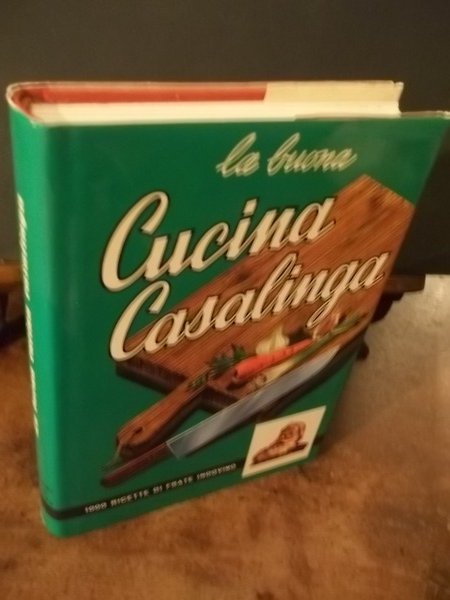 la buona
Cucina
Casalinga
1000 RICETTE DI FRATE INDOVINO